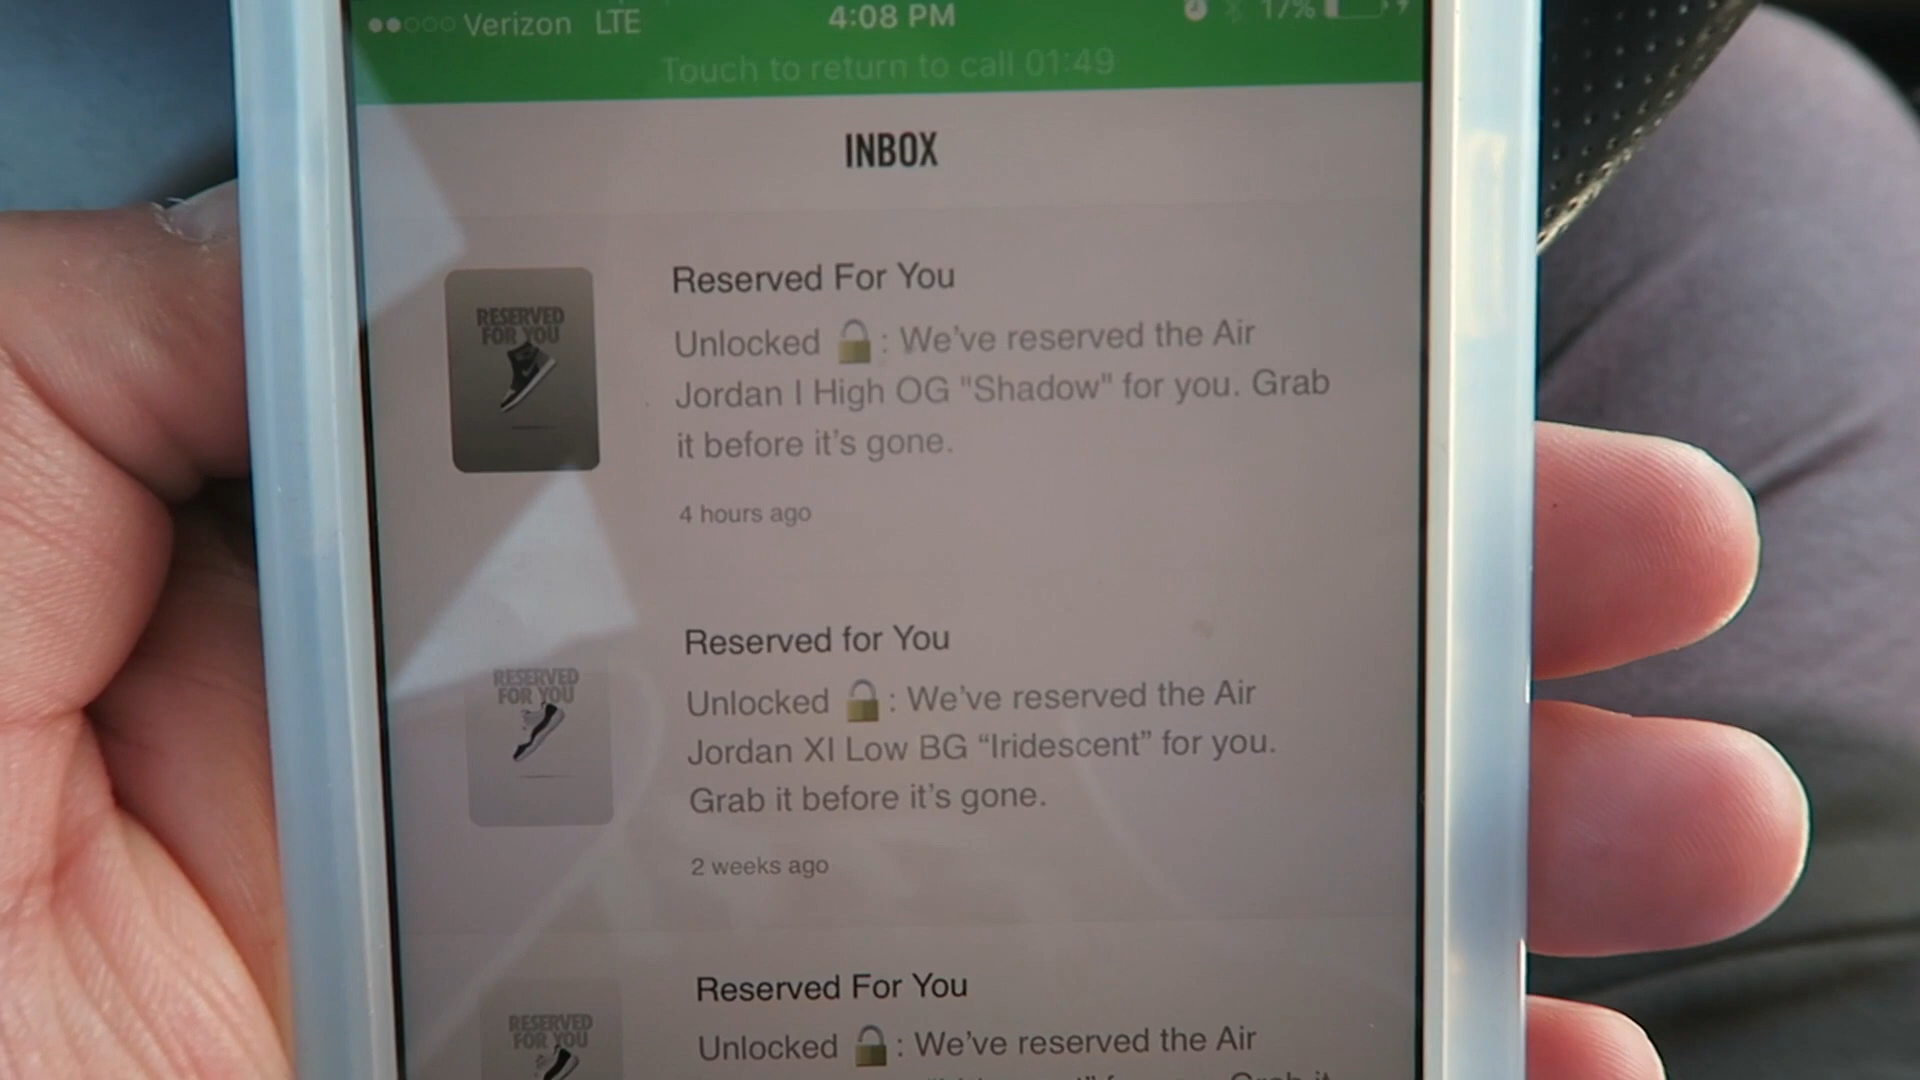 Verizon LTE 4:08 PM 17%
Touch to return to call 01:49
INBOX
RESERVED
FOR YOU
Reserved For You
Unlocked 🔒: We've reserved the Air
Jordan I High OG "Shadow" for you. Grab
it before it's gone.
4 hours ago
RESERVED
FOR YOU
Reserved for You
Unlocked 🔒: We've reserved the Air
Jordan XI Low BG “Iridescent” for you.
Grab it before it's gone.
2 weeks ago
RESERVED
FOR YOU
Reserved For You
Unlocked 🔒: We've reserved the Air